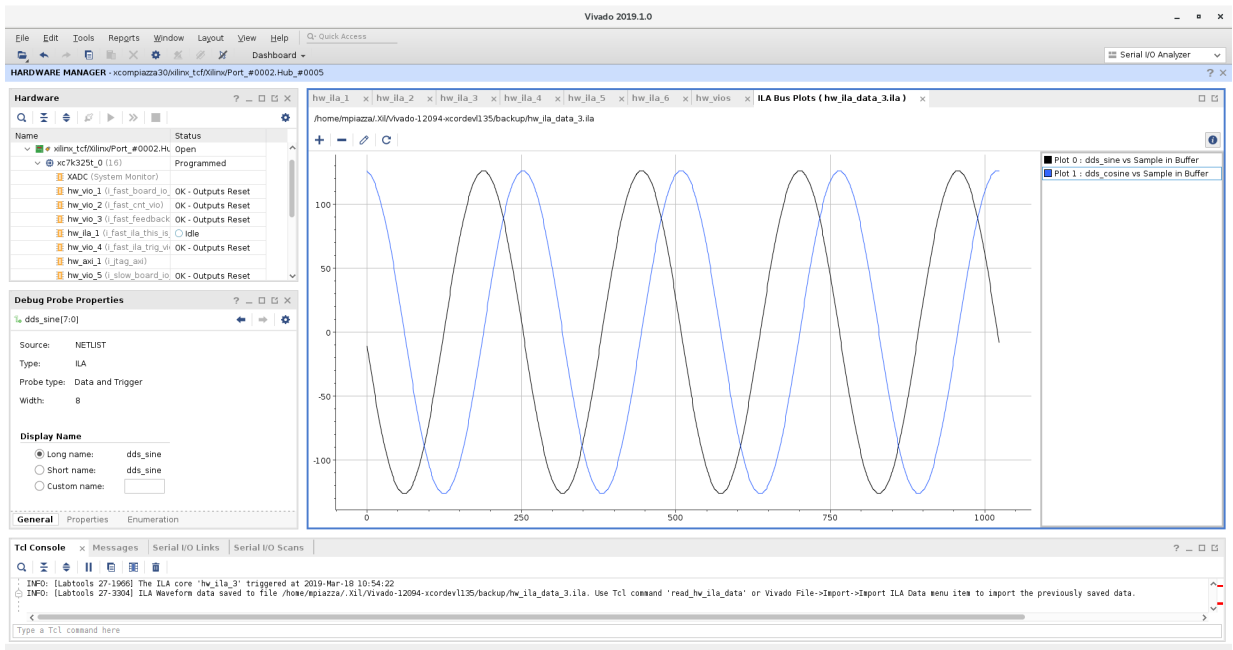 Vivado 2019.1.0
File Edit Tools Reports Window Layout View Help Q- Quick Access
Dashboard
Serial I/O Analyzer
HARDWARE MANAGER - xcompiazza30/xilinx_tcf/Xilinx/Port_#0002.Hub_#0005
Hardware
Name Status
xilinx_tcf/Xilinx/Port_#0002.Hu Open
xc7k325t_0 (16) Programmed
XADC (System Monitor)
hw_vio_1 (i_fast_board_io_ OK - Outputs Reset
hw_vio_2 (i_fast_cnt_vio) OK - Outputs Reset
hw_vio_3 (i_fast_feedback OK - Outputs Reset
hw_ila_1 (i_fast_ila_this_is_ Idle
hw_vio_4 (i_fast_ila_trig_vi OK - Outputs Reset
hw_axi_1 (i_jtag_axi)
hw_vio_5 (i_slow_board_io_ OK - Outputs Reset
Debug Probe Properties
dds_sine[7:0]
Source: NETLIST
Type: ILA
Probe type: Data and Trigger
Width: 8
Display Name
Long name: dds_sine
Short name: dds_sine
Custom name:
General Properties Enumeration
hw_ila_1 hw_ila_2 hw_ila_3 hw_ila_4 hw_ila_5 hw_ila_6 hw_vios ILA Bus Plots ( hw_ila_data_3.ila )
/home/mpiazza/.Xil/Vivado-12094-xcordevl135/backup/hw_ila_data_3.ila
100
50
0
-50
-100
0 250 500 750 1000
Plot 0 : dds_sine vs Sample in Buffer
Plot 1 : dds_cosine vs Sample in Buffer
Tcl Console Messages Serial I/O Links Serial I/O Scans
INFO: [Labtools 27-1966] The ILA core 'hw_ila_3' triggered at 2019-Mar-18 10:54:22
INFO: [Labtools 27-3304] ILA Waveform data saved to file /home/mpiazza/.Xil/Vivado-12094-xcordevl135/backup/hw_ila_data_3.ila. Use Tcl command 'read_hw_ila_data' or Vivado File->Import->Import ILA Data menu item to import the previously saved data.
Type a Tcl command here